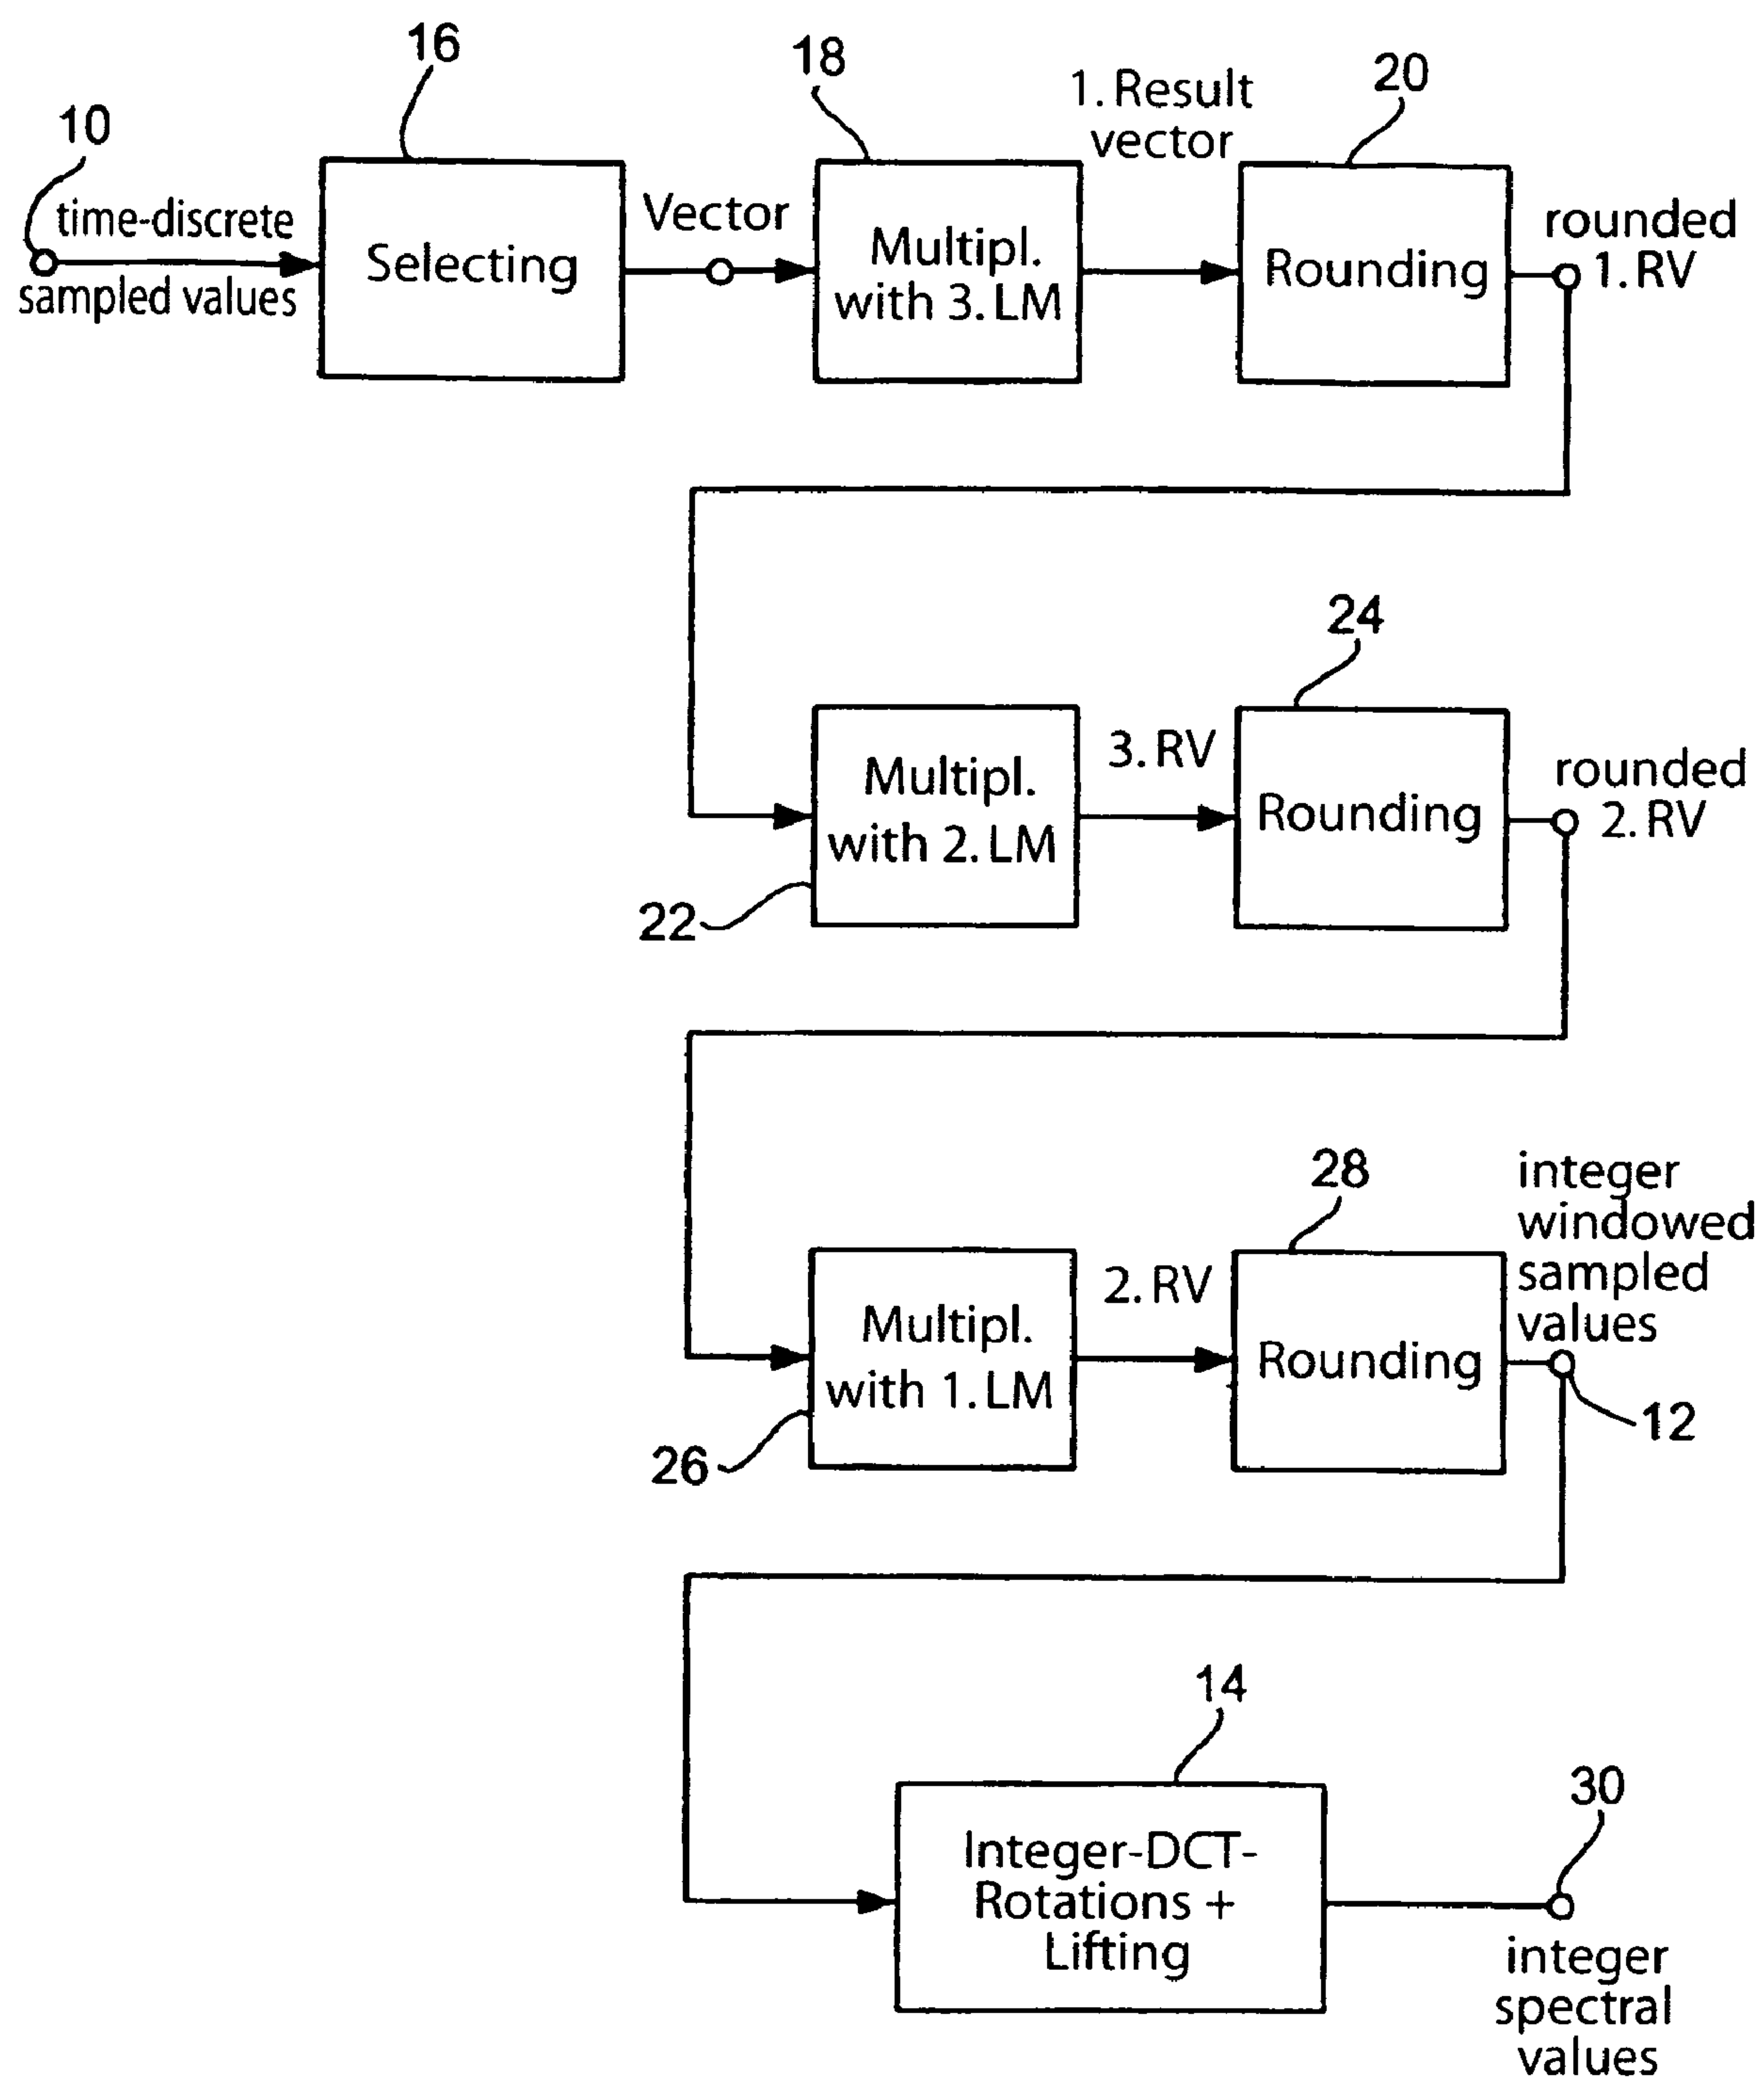 16
18
1. Result
vector
20
10
time-discrete
sampled values
Selecting
Vector
Multipl.
with 3. LM
Rounding
rounded
1. RV
24
Multipl.
with 2. LM
22
3. RV
Rounding
rounded
2. RV
28
integer
windowed
sampled
values
Multipl.
with 1. LM
26
2. RV
Rounding
12
14
30
Integer-DCT-
Rotations +
Lifting
integer
spectral
values